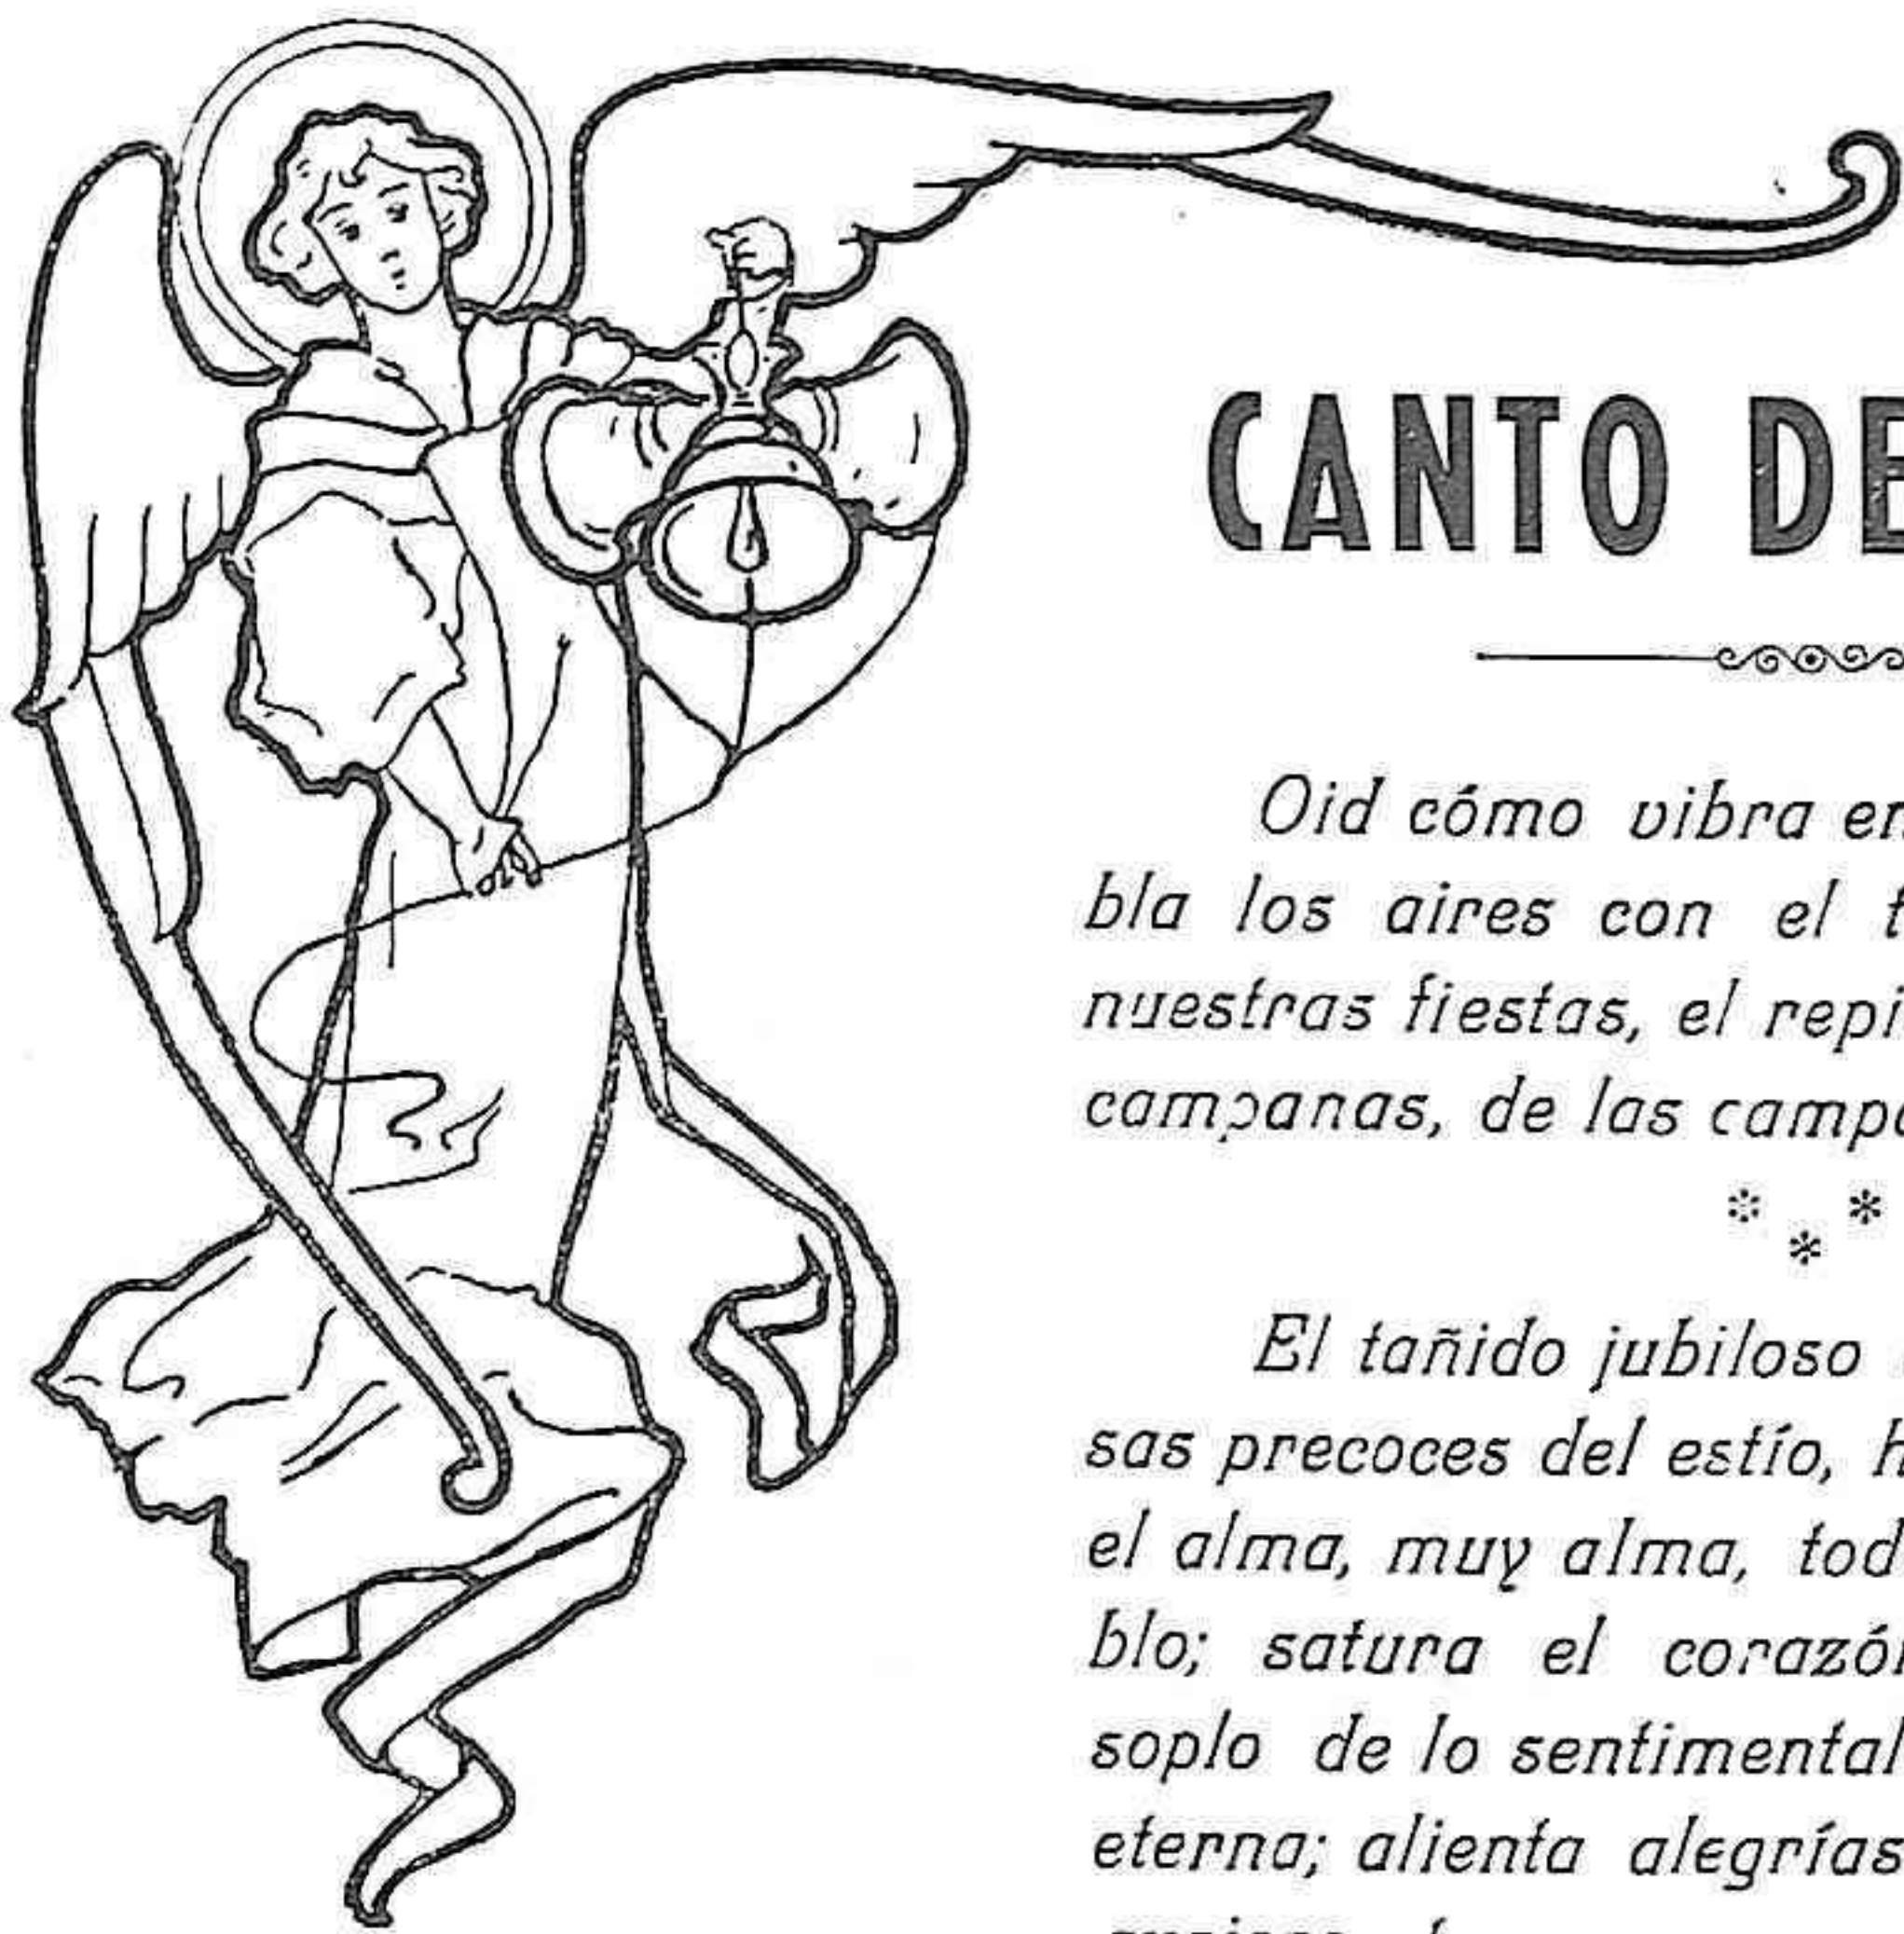 CANTO DE
Oid cómo vibra en
bla los aires con el
nuestras fiestas, el repi
campanas, de las campa
* * *
El tañido jubiloso
sas precoces del estío,
el alma, muy alma, tod
blo; satura el corazón
soplo de lo sentimental
eterna; alienta alegrías